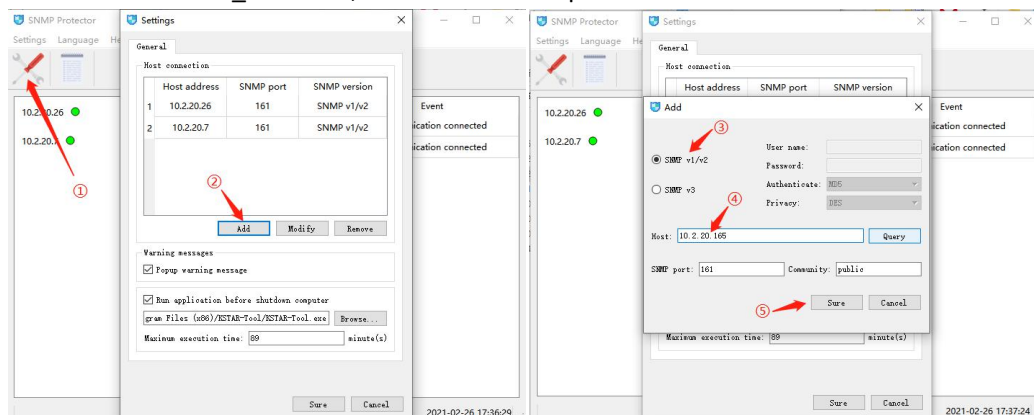 SNMP Protector
Settings Language He
10.2.20.26
10.2.20.7
①
Settings
General
Host connection
Host address SNMP port SNMP version
1 10.2.20.26 161 SNMP v1/v2
2 10.2.20.7 161 SNMP v1/v2
②
Add Modify Remove
Warning messages
Popup warning message
Run application before shutdown computer
gram Files (x86)/KSTAR-Tool/KSTAR-Tool.exe Browse...
Maximum execution time: 89 minute(s)
Sure Cancel
Event
ication connected
ication connected
2021-02-26 17:36:29
SNMP Protector
Settings Language He
10.2.20.26
10.2.20.7
Settings
General
Host connection
Host address SNMP port SNMP version
Add
③
SNMP v1/v2
SNMP v3
User name:
Password:
Authenticate: MD5
Privacy: DES
④
Host: 10.2.20.165 Query
SNMP port: 161 Community: public
⑤
Sure Cancel
Maximum execution time: 89 minute(s)
Sure Cancel
Event
ication connected
ication connected
2021-02-26 17:37:24